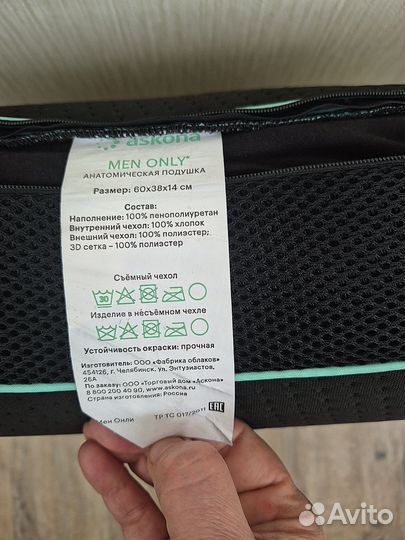 askona
MEN ONLY®
АНАТОМИЧЕСКАЯ ПОДУШКА
Размер: 60x38x14 см
Состав:
Наполнение: 100% пенополиуретан
Внутренний чехол: 100% хлопок
Внешний чехол: 100% полиэстер;
3D сетка – 100% полиэстер
Съёмный чехол
30
Изделие в несъёмном чехле
Устойчивость окраски: прочная
Изготовитель: ООО «Фабрика облаков»
454126, г. Челябинск, ул. Энтузиастов,
26А
По заказу: ООО «Торговый дом «Аскона»
8 800 200 40 90, www.askona.ru
Страна изготовления: Россия
Мен Онли ТР ТС 017/2011 EAC
Avito